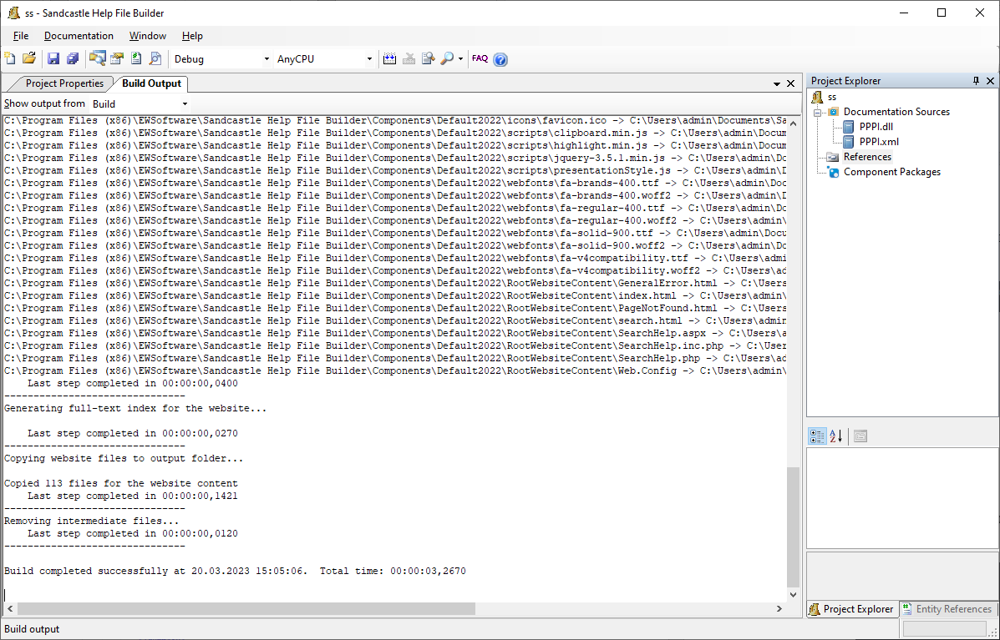 ss - Sandcastle Help File Builder
File Documentation Window Help
Debug AnyCPU FAQ
Project Properties Build Output
Show output from Build
C:\Program Files (x86)\EWSoftware\Sandcastle Help File Builder\Components\Default2022\icons\favicon.ico -> C:\Users\admin\Documents\Sa
C:\Program Files (x86)\EWSoftware\Sandcastle Help File Builder\Components\Default2022\scripts\clipboard.min.js -> C:\Users\admin\Docum
C:\Program Files (x86)\EWSoftware\Sandcastle Help File Builder\Components\Default2022\scripts\highlight.min.js -> C:\Users\admin\Docum
C:\Program Files (x86)\EWSoftware\Sandcastle Help File Builder\Components\Default2022\scripts\jquery-3.5.1.min.js -> C:\Users\admin\Do
C:\Program Files (x86)\EWSoftware\Sandcastle Help File Builder\Components\Default2022\scripts\presentationStyle.js -> C:\Users\admin\D
C:\Program Files (x86)\EWSoftware\Sandcastle Help File Builder\Components\Default2022\webfonts\fa-brands-400.ttf -> C:\Users\admin\Doc
C:\Program Files (x86)\EWSoftware\Sandcastle Help File Builder\Components\Default2022\webfonts\fa-brands-400.woff2 -> C:\Users\admin\D
C:\Program Files (x86)\EWSoftware\Sandcastle Help File Builder\Components\Default2022\webfonts\fa-regular-400.ttf -> C:\Users\admin\Do
C:\Program Files (x86)\EWSoftware\Sandcastle Help File Builder\Components\Default2022\webfonts\fa-regular-400.woff2 -> C:\Users\admin\
C:\Program Files (x86)\EWSoftware\Sandcastle Help File Builder\Components\Default2022\webfonts\fa-solid-900.ttf -> C:\Users\admin\Docu
C:\Program Files (x86)\EWSoftware\Sandcastle Help File Builder\Components\Default2022\webfonts\fa-solid-900.woff2 -> C:\Users\admin\Do
C:\Program Files (x86)\EWSoftware\Sandcastle Help File Builder\Components\Default2022\webfonts\fa-v4compatibility.ttf -> C:\Users\admi
C:\Program Files (x86)\EWSoftware\Sandcastle Help File Builder\Components\Default2022\webfonts\fa-v4compatibility.woff2 -> C:\Users\ad
C:\Program Files (x86)\EWSoftware\Sandcastle Help File Builder\Components\Default2022\RootWebsiteContent\GeneralError.html -> C:\Users
C:\Program Files (x86)\EWSoftware\Sandcastle Help File Builder\Components\Default2022\RootWebsiteContent\index.html -> C:\Users\admin\
C:\Program Files (x86)\EWSoftware\Sandcastle Help File Builder\Components\Default2022\RootWebsiteContent\PageNotFound.html -> C:\Users
C:\Program Files (x86)\EWSoftware\Sandcastle Help File Builder\Components\Default2022\RootWebsiteContent\search.html -> C:\Users\admin
C:\Program Files (x86)\EWSoftware\Sandcastle Help File Builder\Components\Default2022\RootWebsiteContent\SearchHelp.aspx -> C:\Users\a
C:\Program Files (x86)\EWSoftware\Sandcastle Help File Builder\Components\Default2022\RootWebsiteContent\SearchHelp.inc.php -> C:\User
C:\Program Files (x86)\EWSoftware\Sandcastle Help File Builder\Components\Default2022\RootWebsiteContent\SearchHelp.php -> C:\Users\ad
C:\Program Files (x86)\EWSoftware\Sandcastle Help File Builder\Components\Default2022\RootWebsiteContent\Web.Config -> C:\Users\admin\
Last step completed in 00:00:00,0400
-------------------------------
Generating full-text index for the website...
Last step completed in 00:00:00,0270
-------------------------------
Copying website files to output folder...
Copied 113 files for the website content
Last step completed in 00:00:00,1421
-------------------------------
Removing intermediate files...
Last step completed in 00:00:00,0120
-------------------------------
Build completed successfully at 20.03.2023 15:05:06.  Total time: 00:00:03,2670
Project Explorer
ss
Documentation Sources
PPPI.dll
PPPI.xml
References
Component Packages
Project Explorer Entity References
Build output